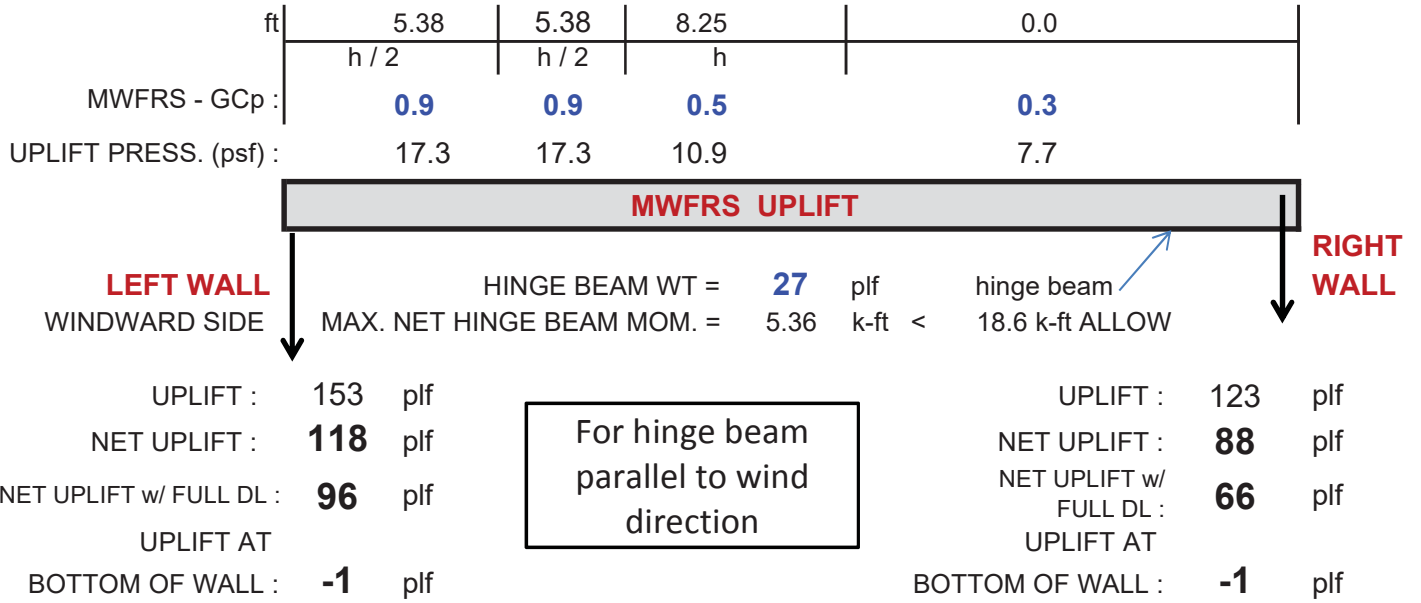 ft 5.38 5.38 8.25 0.0
h / 2 h / 2 h
MWFRS - GCp : 0.9 0.9 0.5 0.3
UPLIFT PRESS. (psf) : 17.3 17.3 10.9 7.7
MWFRS UPLIFT
LEFT WALL
WINDWARD SIDE
HINGE BEAM WT = 27 plf hinge beam
MAX. NET HINGE BEAM MOM. = 5.36 k-ft < 18.6 k-ft ALLOW
RIGHT
WALL
UPLIFT : 153 plf
NET UPLIFT : 118 plf
NET UPLIFT w/ FULL DL : 96 plf
UPLIFT AT
BOTTOM OF WALL : -1 plf
For hinge beam
parallel to wind
direction
UPLIFT : 123 plf
NET UPLIFT : 88 plf
NET UPLIFT w/
FULL DL : 66 plf
UPLIFT AT
BOTTOM OF WALL : -1 plf